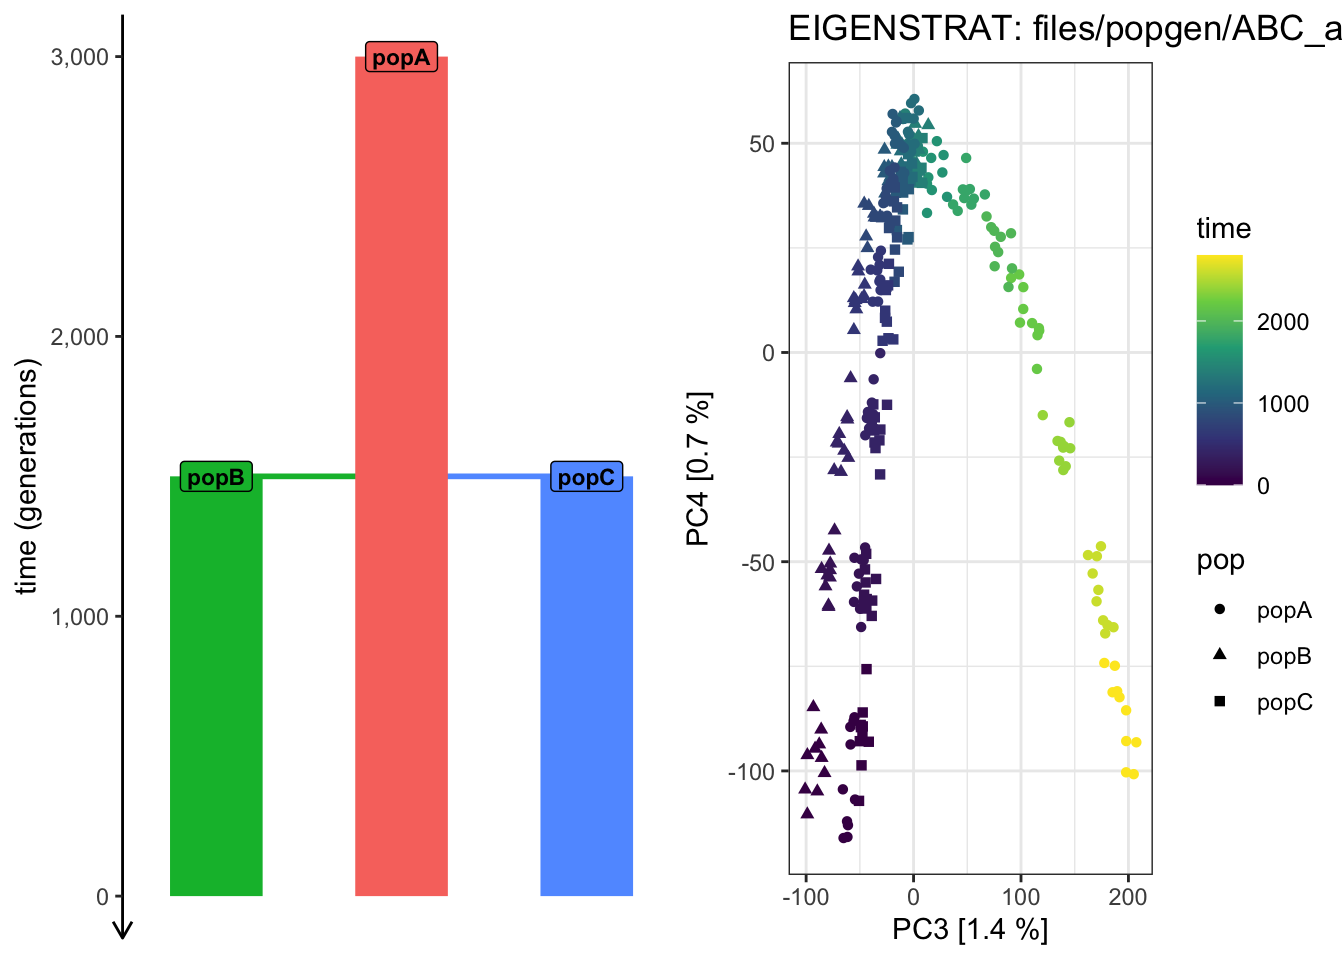 3,000
2,000
1,000
0
time (generations)
popA
popB
popC
EIGENSTRAT: files/popgen/ABC_a
50
0
-50
-100
PC4 [0.7 %]
-100
0
100
200
PC3 [1.4 %]
time
2000
1000
0
pop
popA
popB
popC